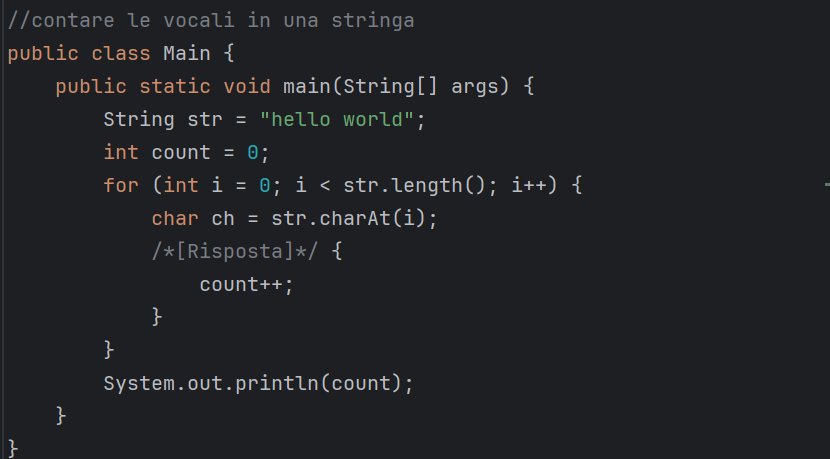 //contare le vocali in una stringa
public class Main {
    public static void main(String[] args) {
        String str = "hello world";
        int count = 0;
        for (int i = 0; i < str.length(); i++) {
            char ch = str.charAt(i);
            /*[Risposta]*/ {
                count++;
            }
        }
        System.out.println(count);
    }
}